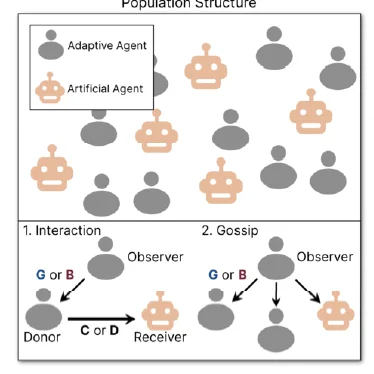 Population Structure
Adaptive Agent
Artificial Agent
1. Interaction
Observer
G or B
C or D
Donor
Receiver
2. Gossip
Observer
G or B